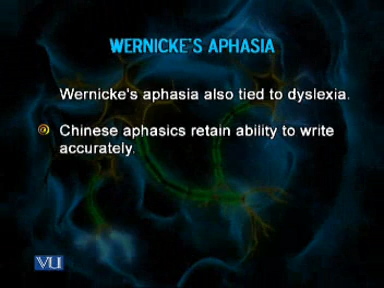 WERNICKE'S APHASIA
Wernicke's aphasia also tied to dyslexia.
Chinese aphasics retain ability to write
accurately.
VU